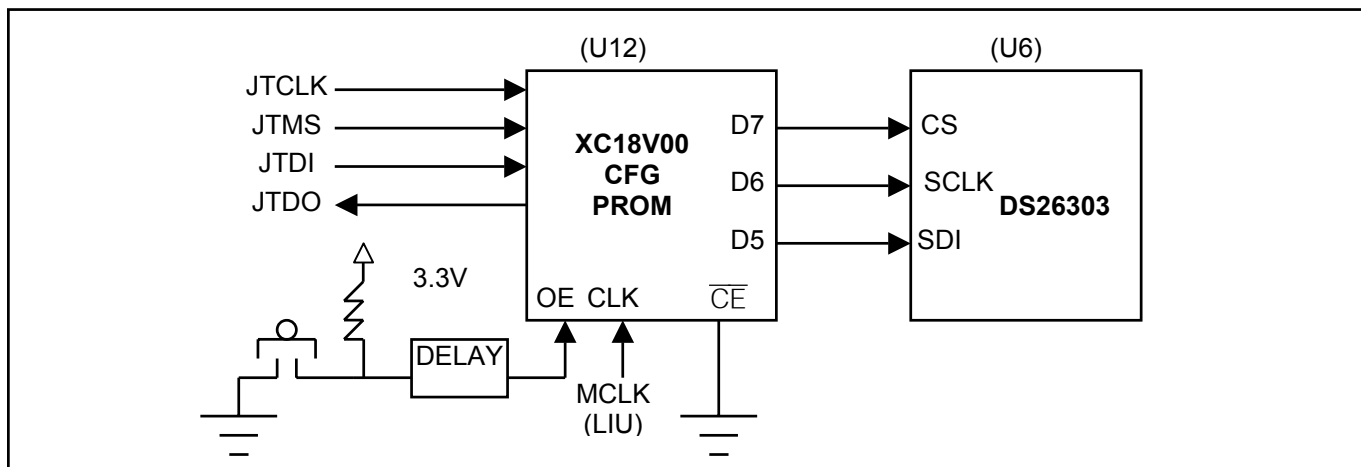 (U12)
(U6)
JTCLK
JTMS
JTDI
JTDO
XC18V00
CFG
PROM
D7
D6
D5
CS
SCLK
SDI
DS26303
3.3V
OE CLK CE
DELAY
MCLK
(LIU)